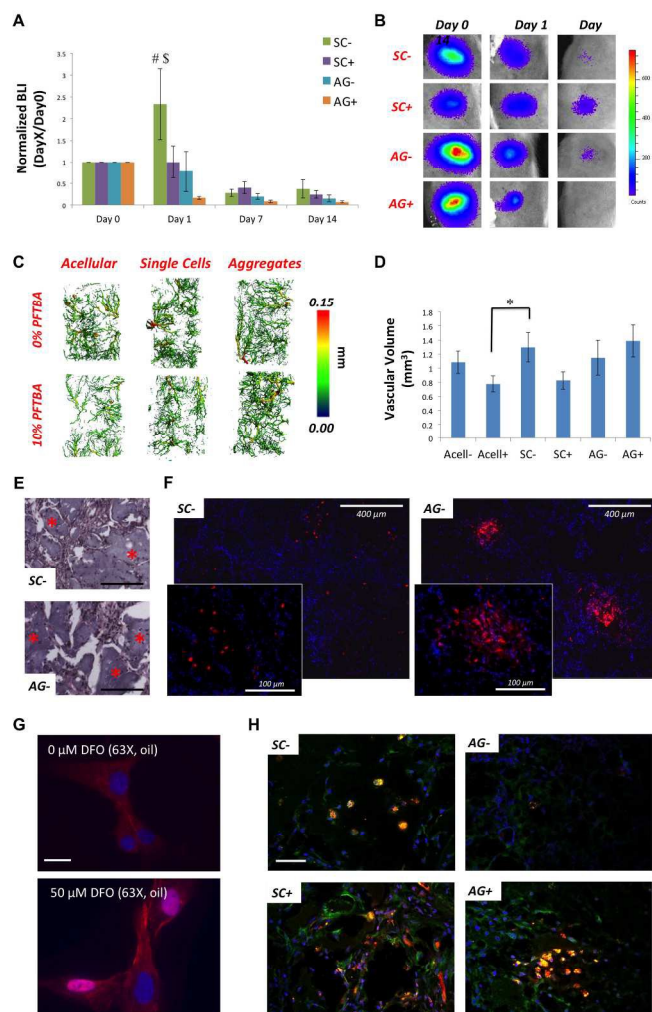 A
Normalized BLI
(DayX/Day0)
3.5
3
2.5
2
1.5
1
0.5
0
# $
SC-
SC+
AG-
AG+
Day 0
Day 1
Day 7
Day 14
B
Day 0
Day 1
Day
14
SC-
SC+
AG-
AG+
600
400
200
Counts
C
Acellular
Single Cells
Aggregates
0% PFTBA
10% PFTBA
0.15
mm
0.00
D
Vascular Volume
(mm³)
1.8
1.6
1.4
1.2
1
0.8
0.6
0.4
0.2
0
*
Acell-
Acell+
SC-
SC+
AG-
AG+
E
* *
SC-
* * *
AG-
F
SC-
400 µm
100 µm
AG-
400 µm
100 µm
G
0 µM DFO (63X, oil)
50 µM DFO (63X, oil)
H
SC-
AG-
SC+
AG+